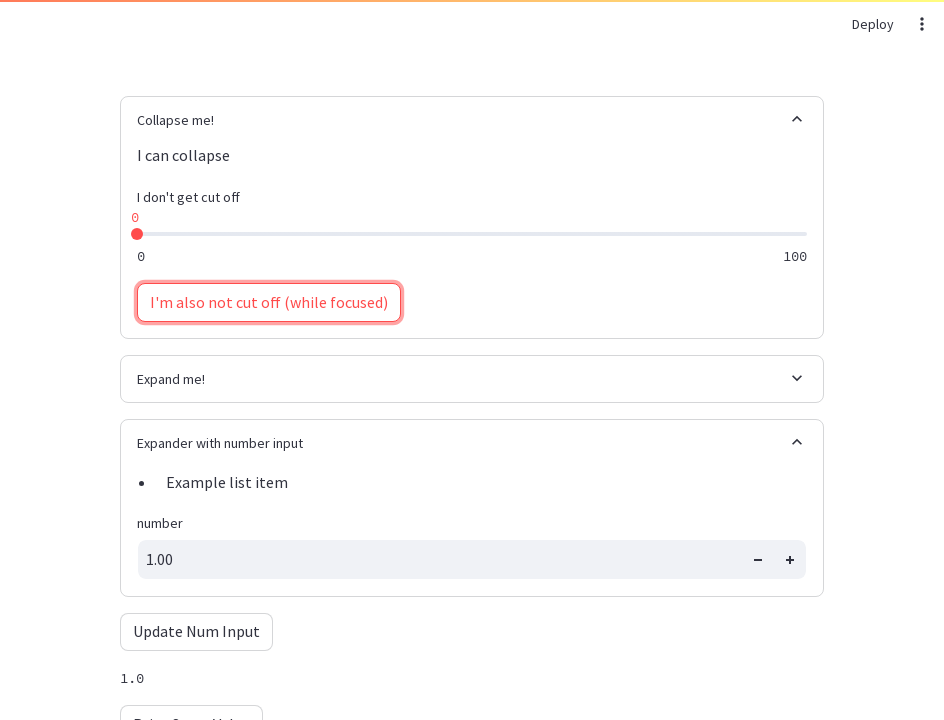 Deploy
Collapse me!
I can collapse
I don't get cut off
0
0 100
I'm also not cut off (while focused)
Expand me!
Expander with number input
• Example list item
number
1.00
Update Num Input
1.0